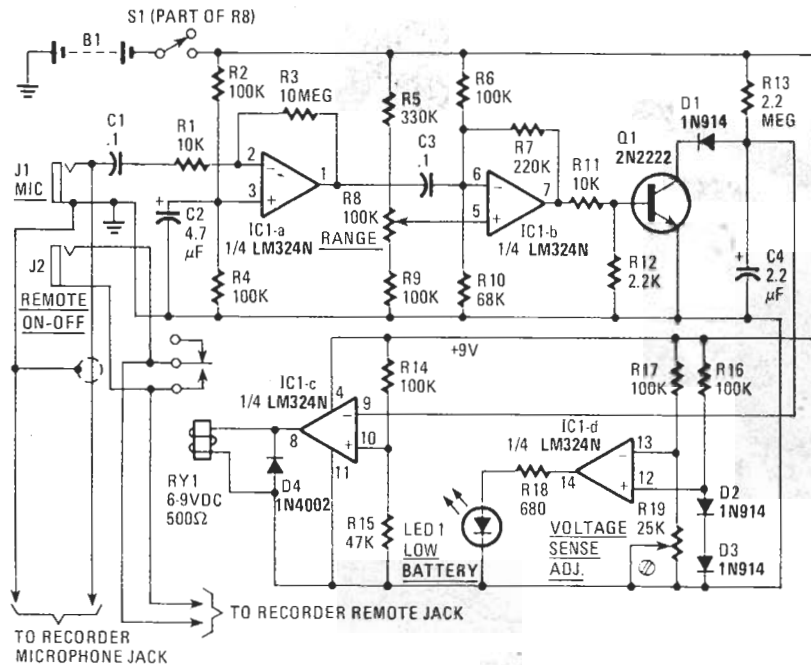 S1 (PART OF R8)
B1
R2
100K
R3
10MEG
R5
330K
R6
100K
R13
2.2
MEG
D1
1N914
Q1
2N2222
C1
.1
R1
10K
C3
.1
R7
220K
R11
10K
J1
MIC
2
3
1
6
5
7
C2
4.7
μF
+
IC1-a
1/4 LM324N
R8
100K
RANGE
IC1-b
1/4 LM324N
R12
2.2K
C4
2.2
μF
+
J2
REMOTE
ON-OFF
R4
100K
R9
100K
R10
68K
+9V
R14
100K
R17
100K
R16
100K
IC1-c
1/4 LM324N
4
9
10
8
11
IC1-d
1/4 LM324N
13
12
14
RY1
6-9VDC
500Ω
D4
1N4002
R18
680
R15
47K
LED1
LOW
BATTERY
VOLTAGE
SENSE
ADJ.
R19
25K
D2
1N914
D3
1N914
TO RECORDER REMOTE JACK
TO RECORDER
MICROPHONE JACK